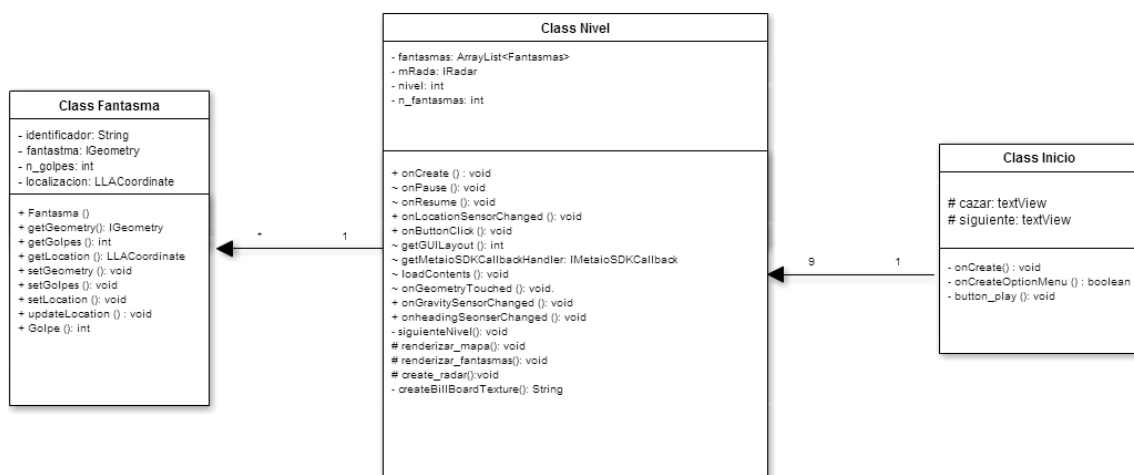 Class Fantasma
- identificador: String
- fantastma: IGeometry
- n_golpes: int
- localizacion: LLACoordinate
+ Fantasma ()
+ getGeometry(): IGeometry
+ getGolpes (): int
+ getLocation (): LLACoordinate
+ setGeometry (): void
+ setGolpes (): void
+ setLocation (): void
+ updateLocation () : void
+ Golpe (): int
*
1
Class Nivel
- fantasmas: ArrayList<Fantasmas>
- mRada: IRadar
- nivel: int
- n_fantasmas: int
+ onCreate () : void
~ onPause (): void
~ onResume (): void
+ onLocationSensorChanged (): void
+ onButtonClick (): void
~ getGUILayout (): int
~ getMetaioSDKCallbackHandler: IMetaioSDKCallback
~ loadContents (): void
~ onGeometryTouched (): void.
+ onGravitySensorChanged (): void
+ onheadingSeonserChanged (): void
- siguienteNivel(): void
# renderizar_mapa(): void
# renderizar_fantasmas(): void
# create_radar():void
- createBillBoardTexture(): String
9
1
Class Inicio
# cazar: textView
# siguiente: textView
- onCreate() : void
- onCreateOptionMenu () : boolean
- button_play (): void